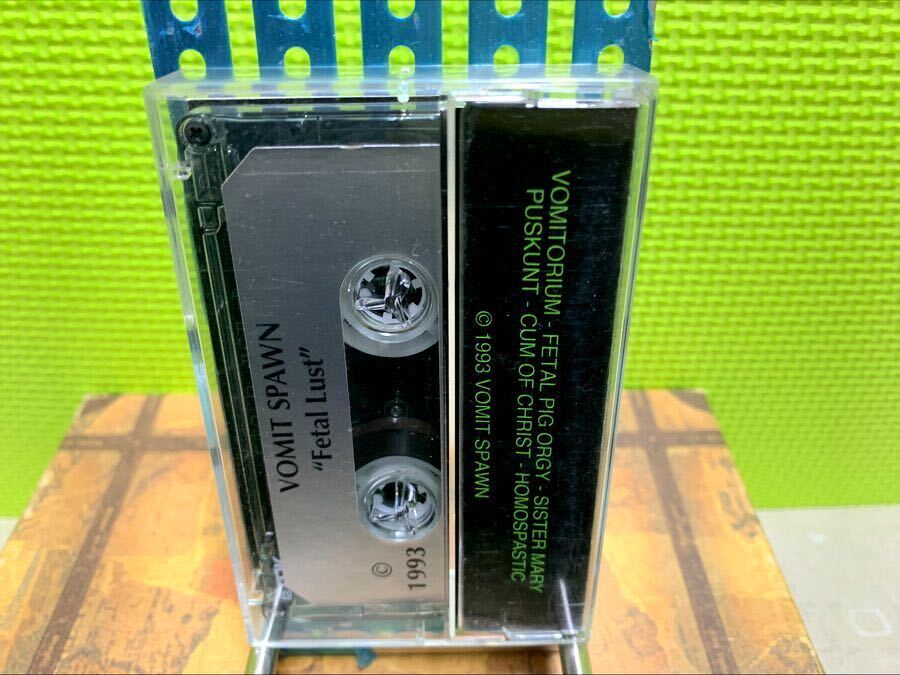 VOMIT SPAWN
"Fetal Lust"
© 1993
VOMITORIUM - FETAL PIG ORGY - SISTER MARY
PUSKUNT - CUM OF CHRIST - HOMOSPASTIC
© 1993 VOMIT SPAWN